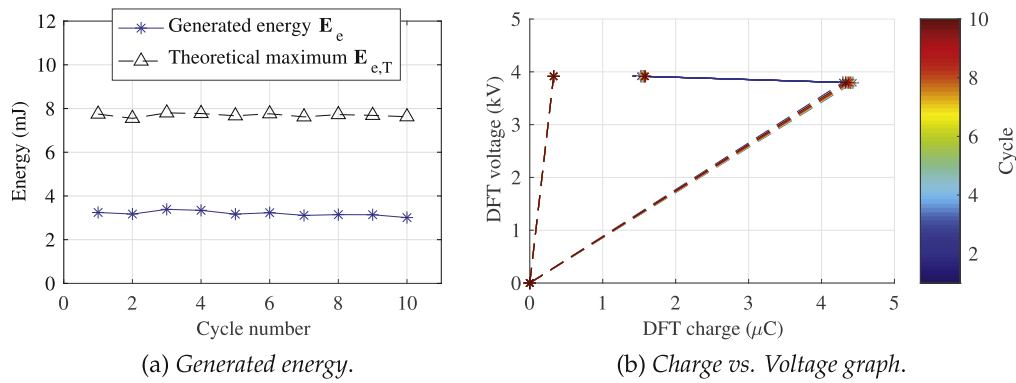 12
10
8
6
4
2
0
Energy (mJ)
Generated energy E e
Theoretical maximum E e,T
0 2 4 6 8 10
Cycle number
(a) Generated energy.
5
4
3
2
1
0
DFT voltage (kV)
0 1 2 3 4 5
DFT charge (μC)
10
8
6
4
2
Cycle
(b) Charge vs. Voltage graph.